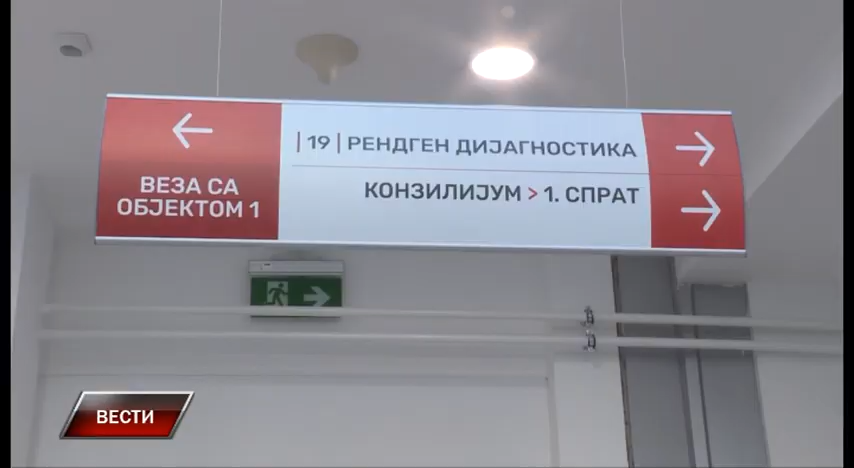 ВЕЗА СА
ОБЈЕКТОМ 1
| 19 | РЕНДГЕН ДИЈАГНОСТИКА
КОНЗИЛИЈУМ > 1. СПРАТ
ВЕСТИ